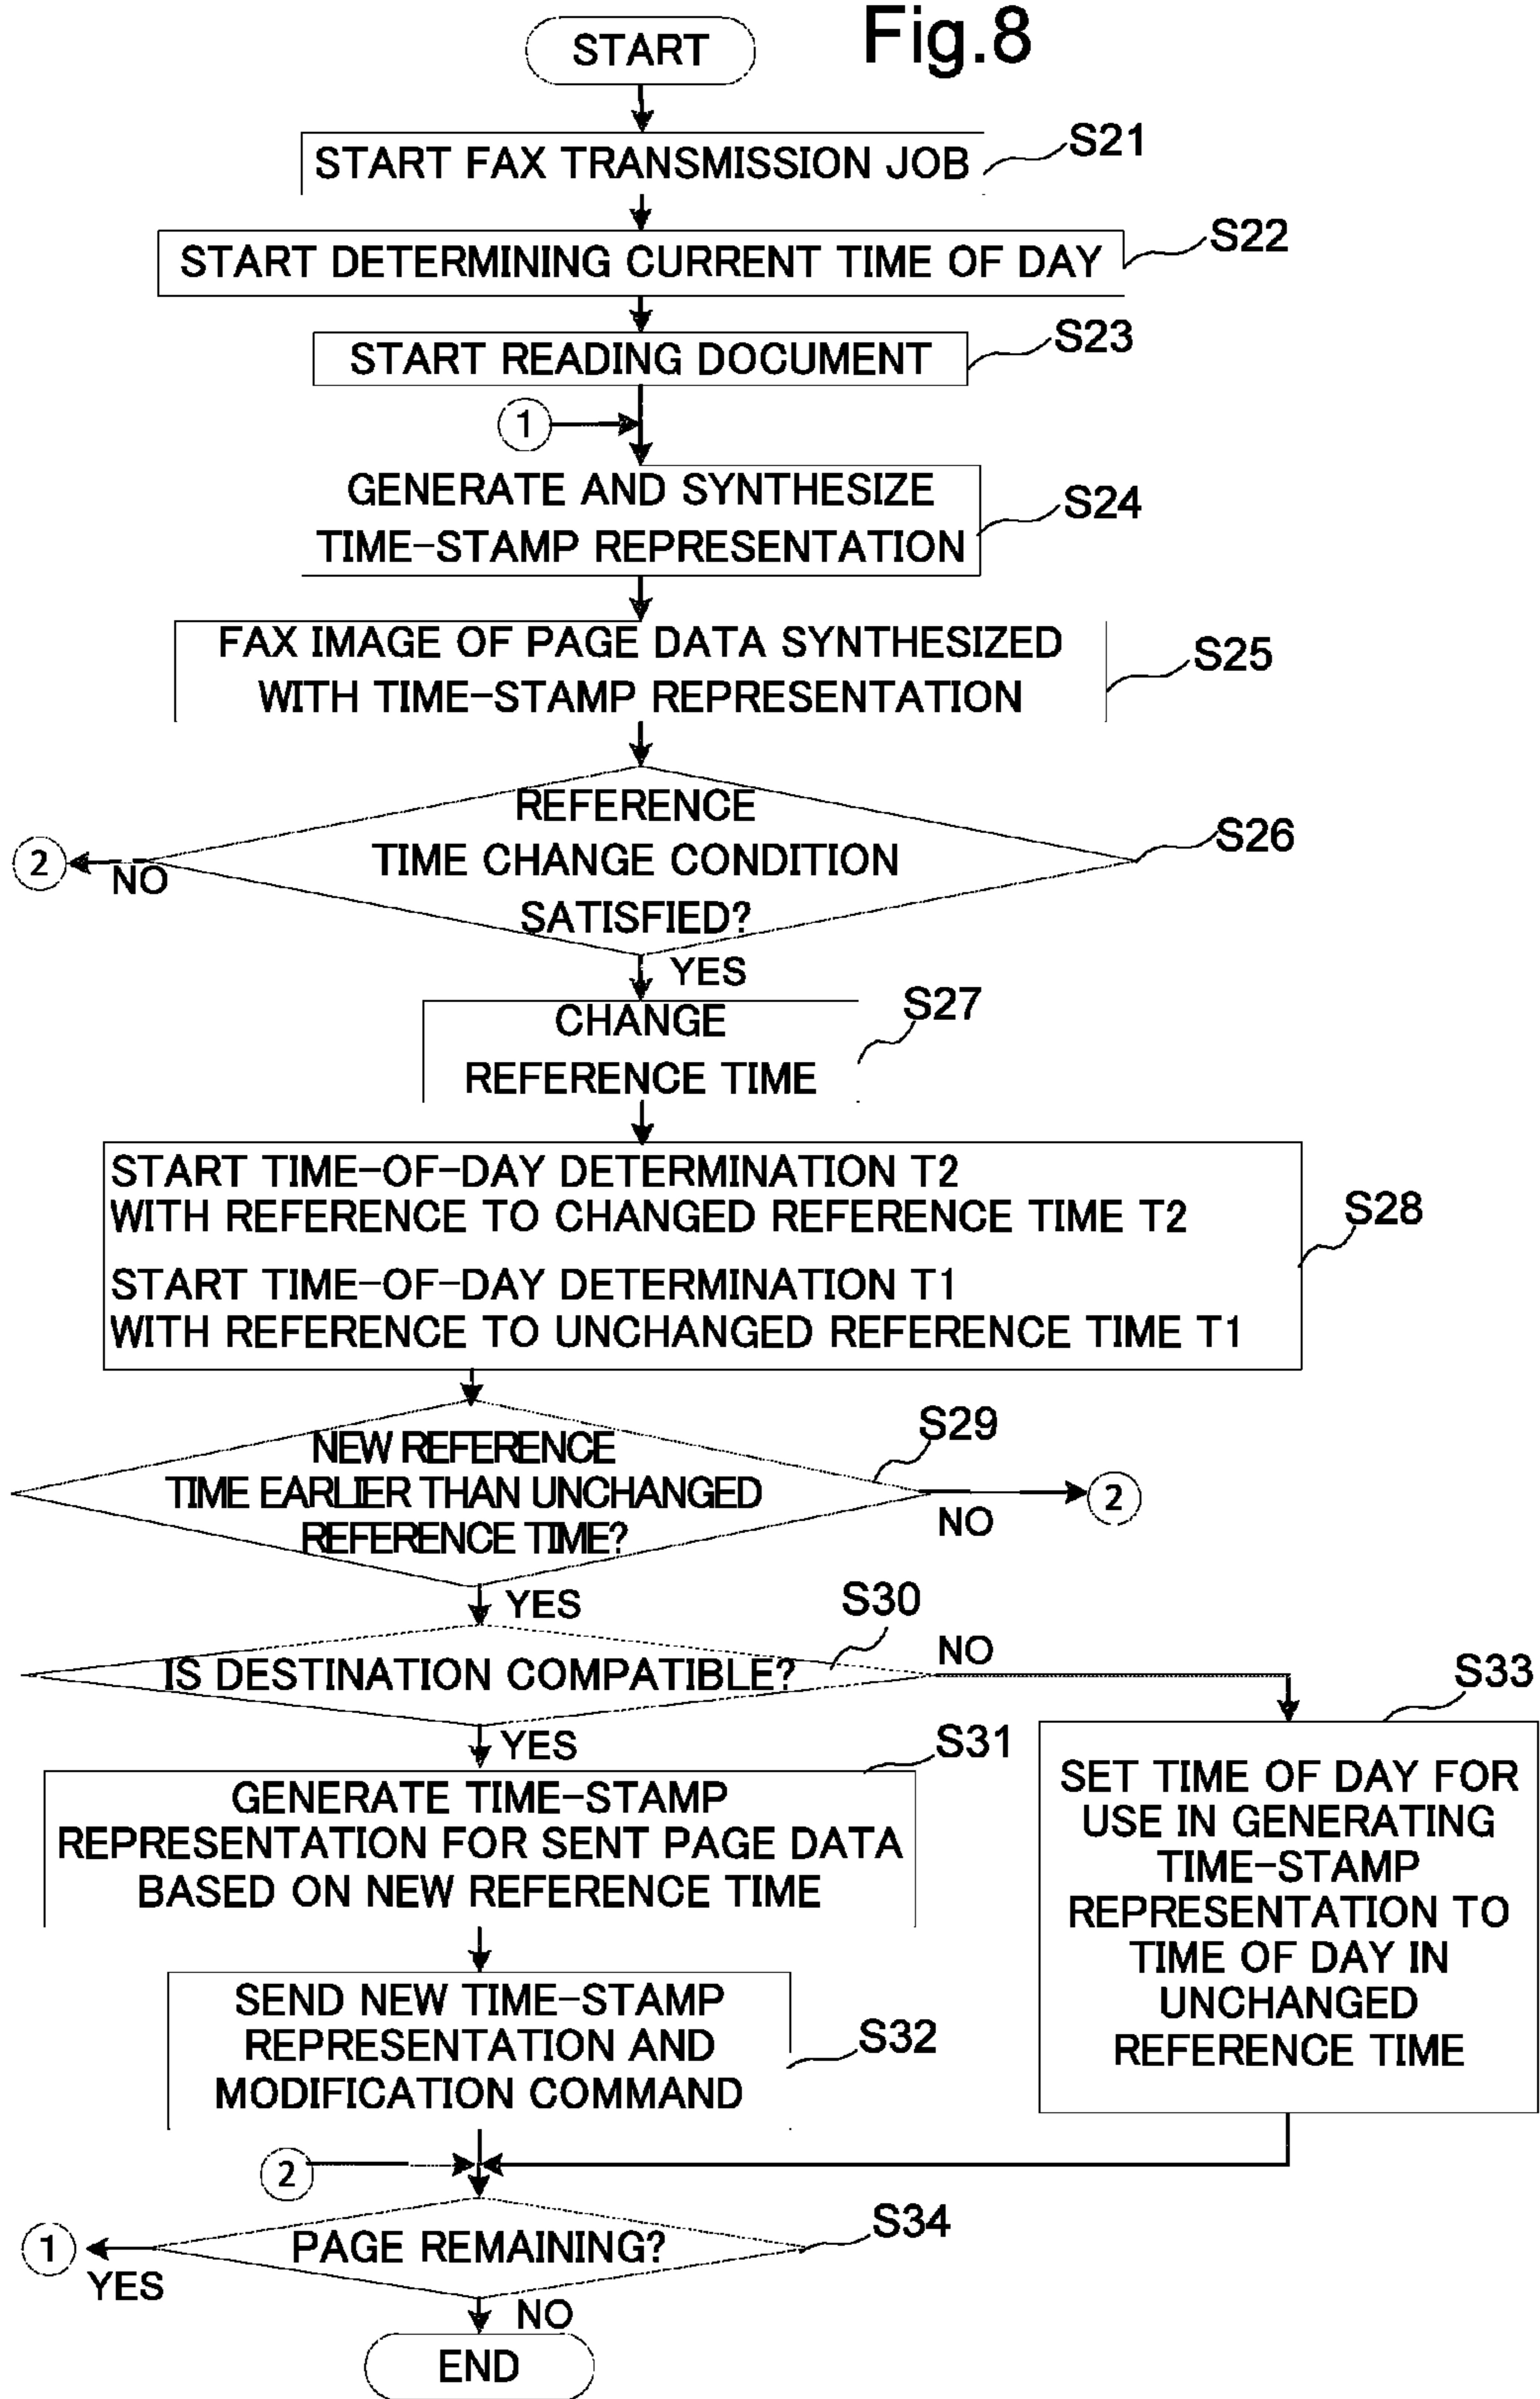 Fig.8
START
START FAX TRANSMISSION JOB
S21
START DETERMINING CURRENT TIME OF DAY
S22
START READING DOCUMENT
S23
1
GENERATE AND SYNTHESIZE
TIME-STAMP REPRESENTATION
S24
FAX IMAGE OF PAGE DATA SYNTHESIZED
WITH TIME-STAMP REPRESENTATION
S25
REFERENCE
TIME CHANGE CONDITION
SATISFIED?
S26
2
NO
YES
CHANGE
REFERENCE TIME
S27
START TIME-OF-DAY DETERMINATION T2
WITH REFERENCE TO CHANGED REFERENCE TIME T2
START TIME-OF-DAY DETERMINATION T1
WITH REFERENCE TO UNCHANGED REFERENCE TIME T1
S28
NEW REFERENCE
TIME EARLIER THAN UNCHANGED
REFERENCE TIME?
S29
NO
2
YES
IS DESTINATION COMPATIBLE?
S30
NO
YES
GENERATE TIME-STAMP
REPRESENTATION FOR SENT PAGE DATA
BASED ON NEW REFERENCE TIME
S31
SEND NEW TIME-STAMP
REPRESENTATION AND
MODIFICATION COMMAND
S32
SET TIME OF DAY FOR
USE IN GENERATING
TIME-STAMP
REPRESENTATION TO
TIME OF DAY IN
UNCHANGED
REFERENCE TIME
S33
2
PAGE REMAINING?
S34
1
YES
NO
END